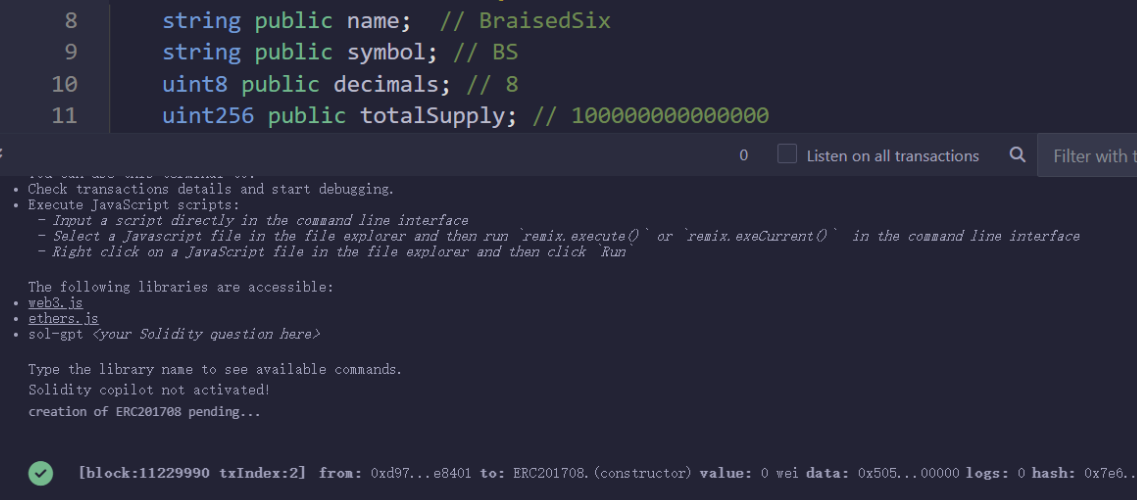 8 string public name; // BraisedSix
9 string public symbol; // BS
10 uint8 public decimals; // 8
11 uint256 public totalSupply; // 100000000000000
0 Listen on all transactions Filter with t
You can use this terminal to:
• Check transactions details and start debugging.
• Execute JavaScript scripts:
- Input a script directly in the command line interface
- Select a Javascript file in the file explorer and then run `remix.execute()` or `remix.exeCurrent()` in the command line interface
- Right click on a JavaScript file in the file explorer and then click `Run`
The following libraries are accessible:
• web3.js
• ethers.js
• sol-gpt <your Solidity question here>
Type the library name to see available commands.
Solidity copilot not activated!
creation of ERC201708 pending...
[block:11229990 txIndex:2] from: 0xd97...e8401 to: ERC201708.(constructor) value: 0 wei data: 0x505...00000 logs: 0 hash: 0x7e6..